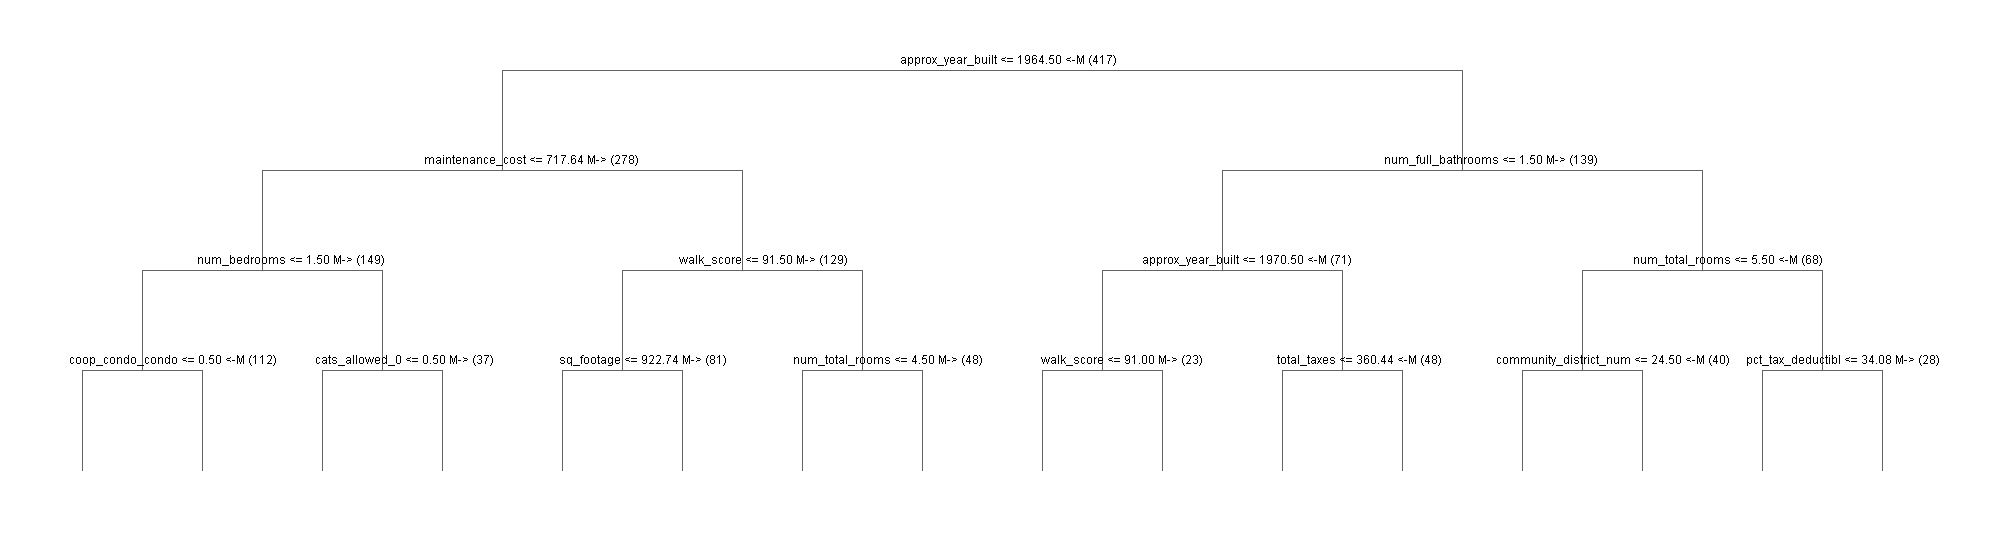 approx_year_built <= 1964.50 <-M (417)
maintenance_cost <= 717.64 M-> (278)
num_full_bathrooms <= 1.50 M-> (139)
num_bedrooms <= 1.50 M-> (149)
walk_score <= 91.50 M-> (129)
approx_year_built <= 1970.50 <-M (71)
num_total_rooms <= 5.50 <-M (68)
coop_condo_condo <= 0.50 <-M (112)
cats_allowed_0 <= 0.50 M-> (37)
sq_footage <= 922.74 M-> (81)
num_total_rooms <= 4.50 M-> (48)
walk_score <= 91.00 M-> (23)
total_taxes <= 360.44 <-M (48)
community_district_num <= 24.50 <-M (40)
pct_tax_deductibl <= 34.08 M-> (28)